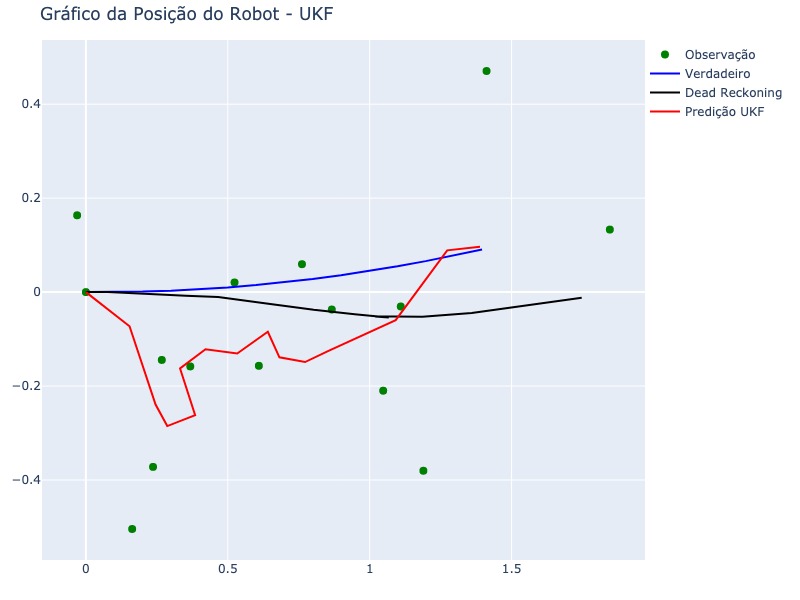 Gráfico da Posição do Robot - UKF
Observação
Verdadeiro
Dead Reckoning
Predição UKF
0.4
0.2
0
−0.2
−0.4
0
0.5
1
1.5